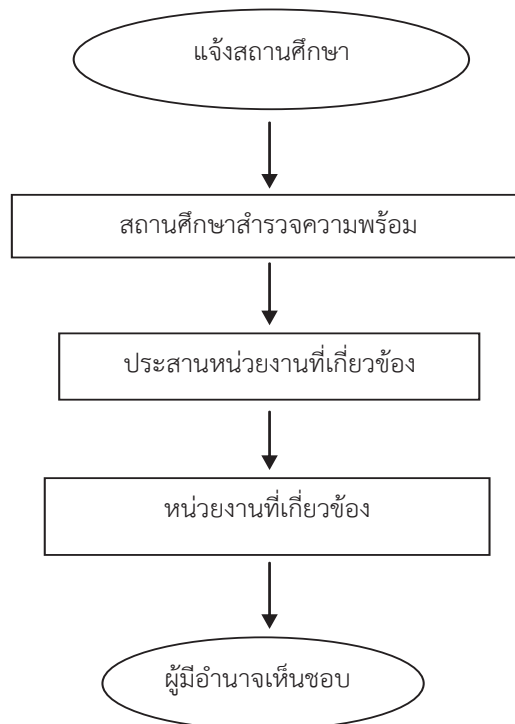 แจ้งสถานศึกษา
สถานศึกษาสำรวจความพร้อม
ประสานหน่วยงานที่เกี่ยวข้อง
หน่วยงานที่เกี่ยวข้อง
ผู้มีอำนาจเห็นชอบ